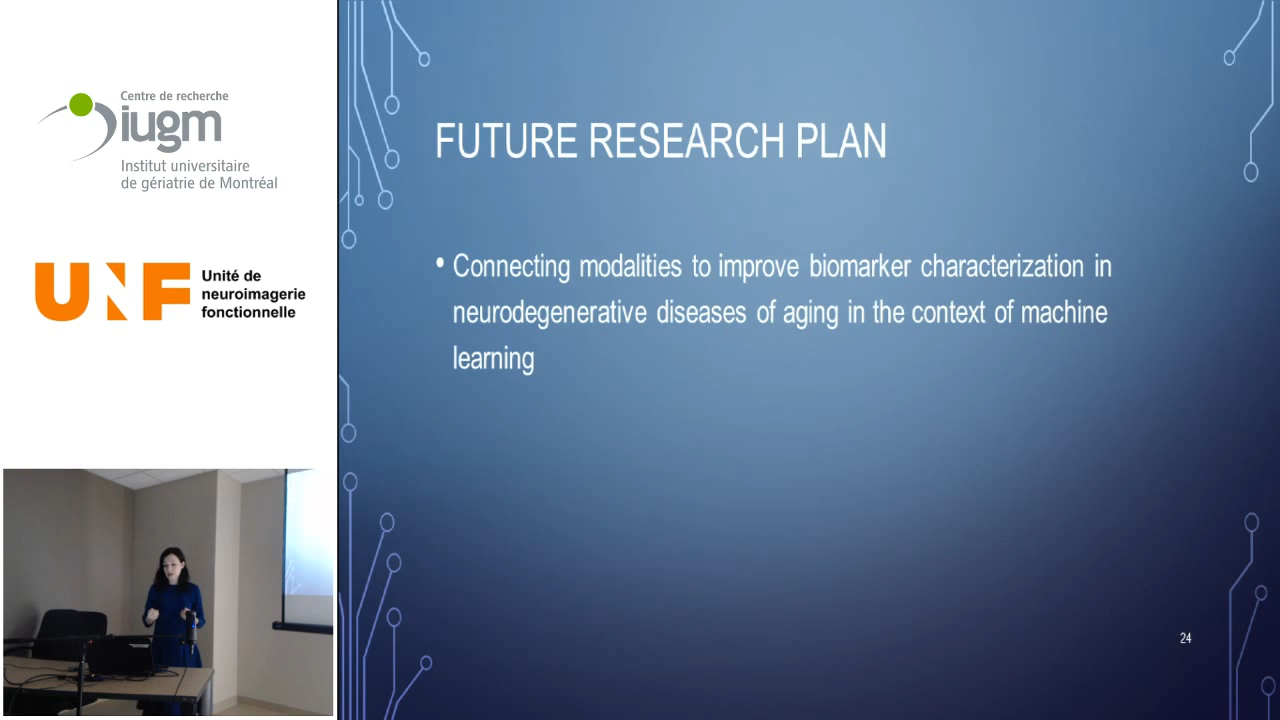 Centre de recherche
iugm
Institut universitaire
de gériatrie de Montréal
UNF
Unité de
neuroimagerie
fonctionnelle
FUTURE RESEARCH PLAN
• Connecting modalities to improve biomarker characterization in
neurodegenerative diseases of aging in the context of machine
learning
24